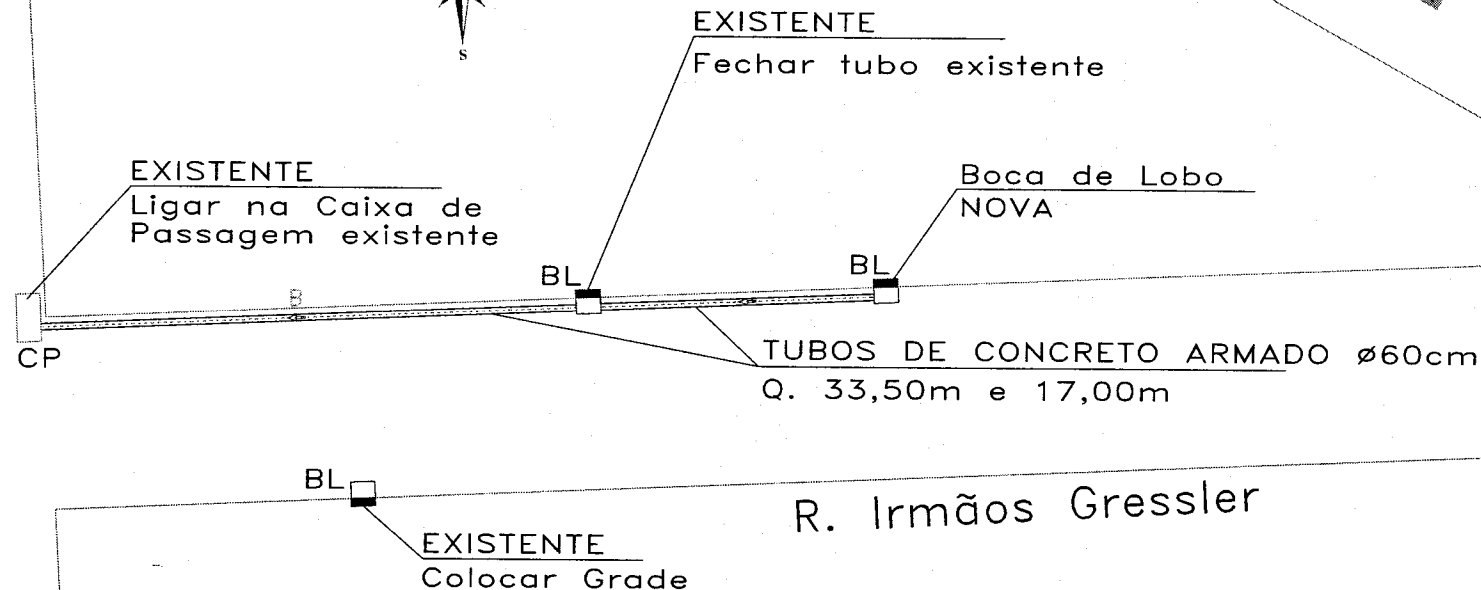 S
EXISTENTE
Fechar tubo existente
EXISTENTE
Ligar na Caixa de
Passagem existente
Boca de Lobo
NOVA
BL
BL
B
CP
TUBOS DE CONCRETO ARMADO ø60cm
Q. 33,50m e 17,00m
BL
R. Irmãos Gressler
EXISTENTE
Colocar Grade